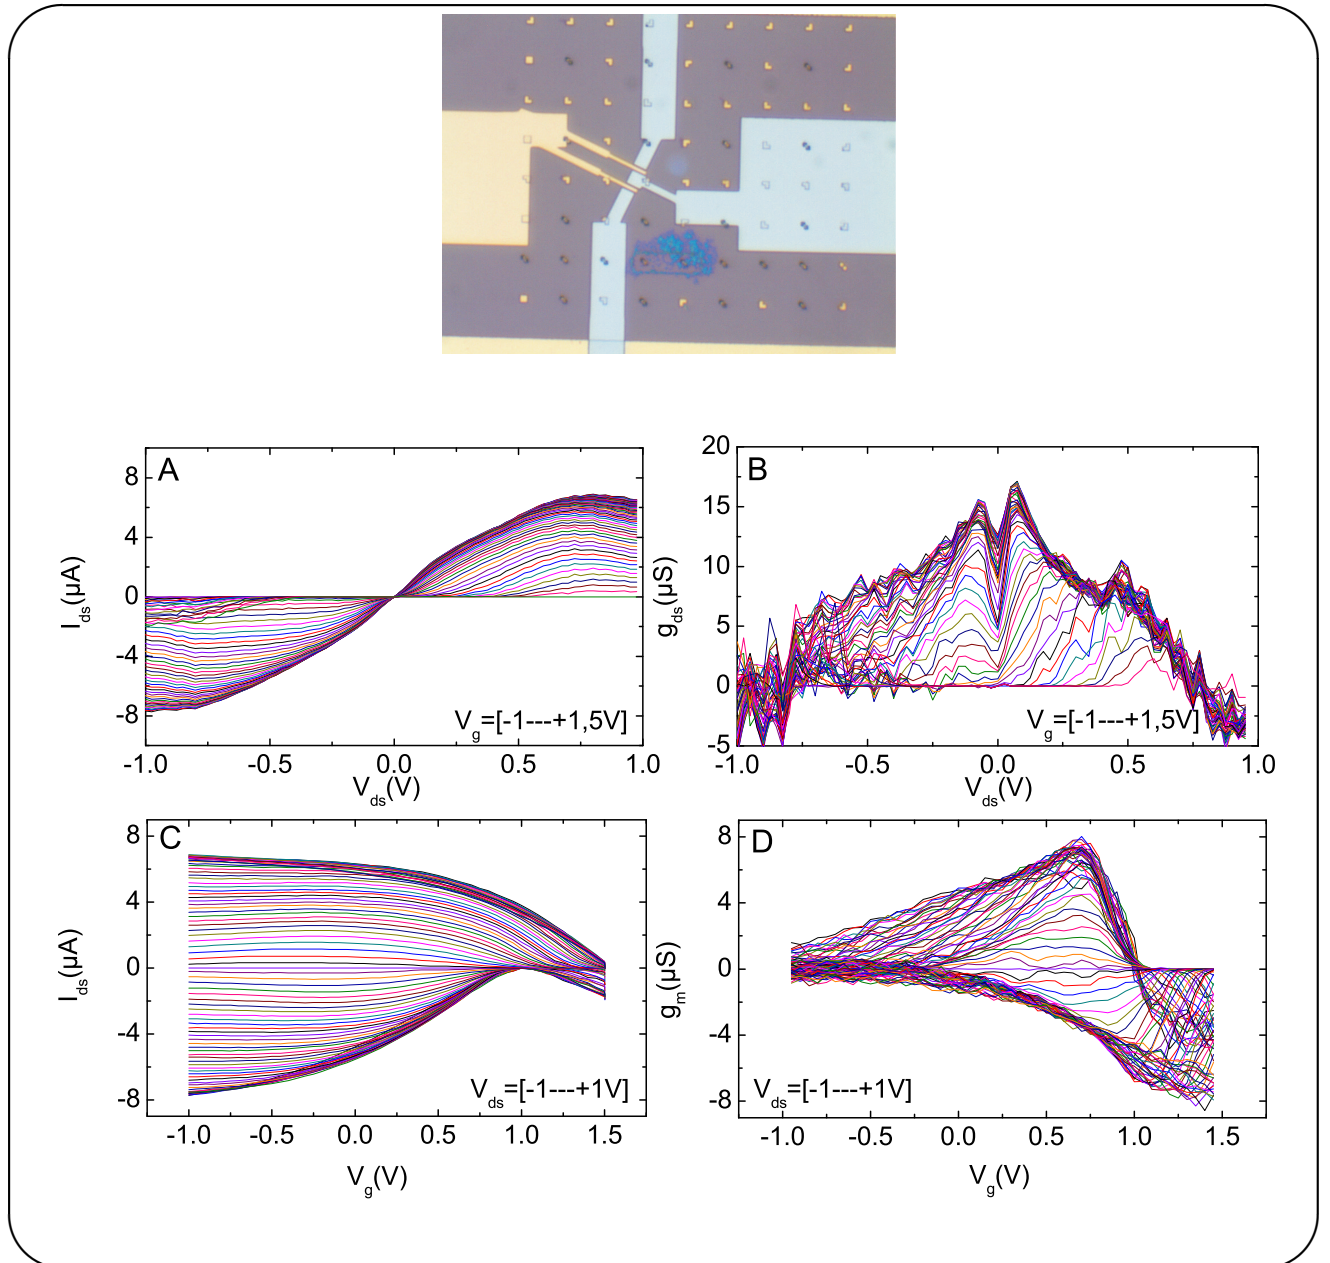 A
8
4
0
-4
-8
I_ds(µA)
V_g=[-1---+1,5V]
-1.0 -0.5 0.0 0.5 1.0
V_ds(V)
B
20
15
10
5
0
-5
g_ds(µS)
V_g=[-1---+1,5V]
-1.0 -0.5 0.0 0.5 1.0
V_ds(V)
C
8
4
0
-4
-8
I_ds(µA)
V_ds=[-1---+1V]
-1.0 -0.5 0.0 0.5 1.0 1.5
V_g(V)
D
8
4
0
-4
-8
g_m(µS)
V_ds=[-1---+1V]
-1.0 -0.5 0.0 0.5 1.0 1.5
V_g(V)